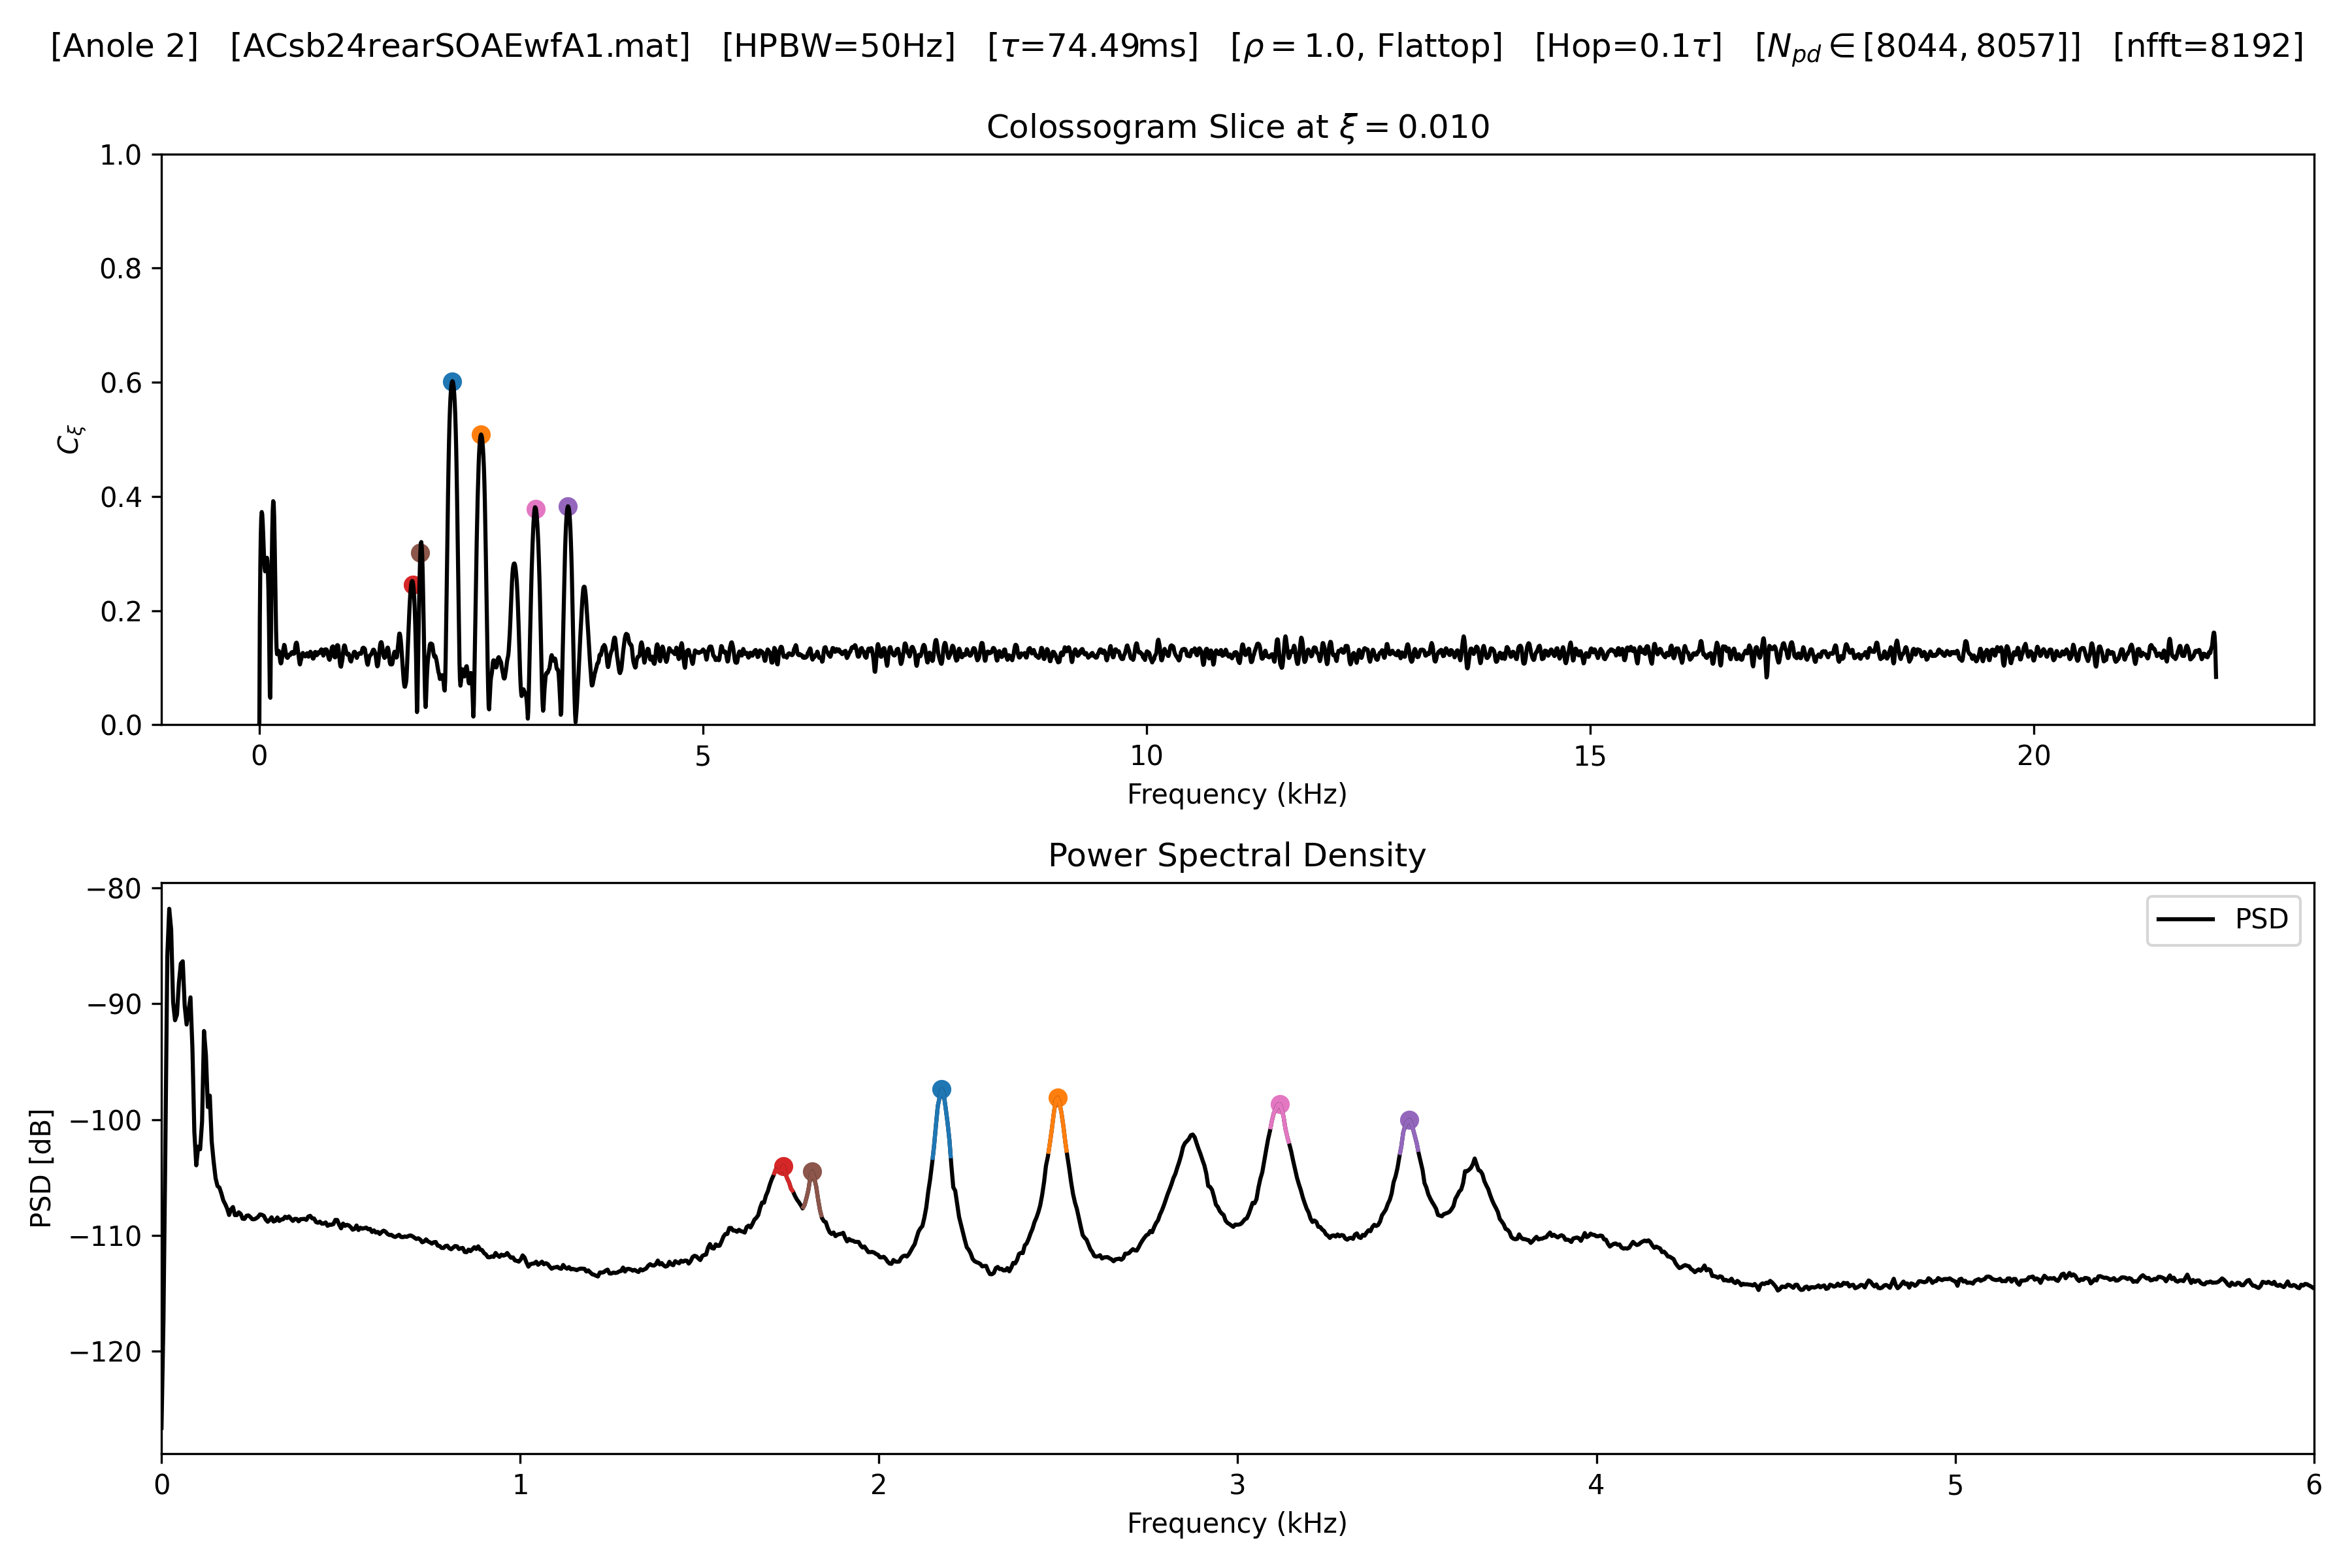 [Anole 2] [ACsb24rearSOAEwfA1.mat] [HPBW=50Hz] [τ=74.49ms] [ρ = 1.0, Flattop] [Hop=0.1τ] [N_pd ∈ [8044, 8057]] [nfft=8192]
Colossogram Slice at ξ = 0.010
1.0
0.8
0.6
0.4
0.2
0.0
C_ξ
0 5 10 15 20
Frequency (kHz)
Power Spectral Density
PSD
−80
−90
−100
−110
−120
PSD [dB]
0 1 2 3 4 5 6
Frequency (kHz)